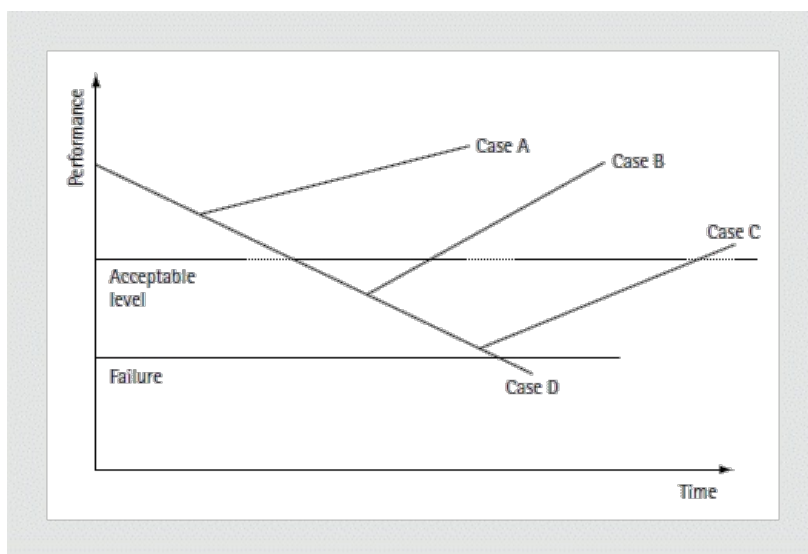 Performance
Case A
Case B
Case C
Acceptable
level
Failure
Case D
Time